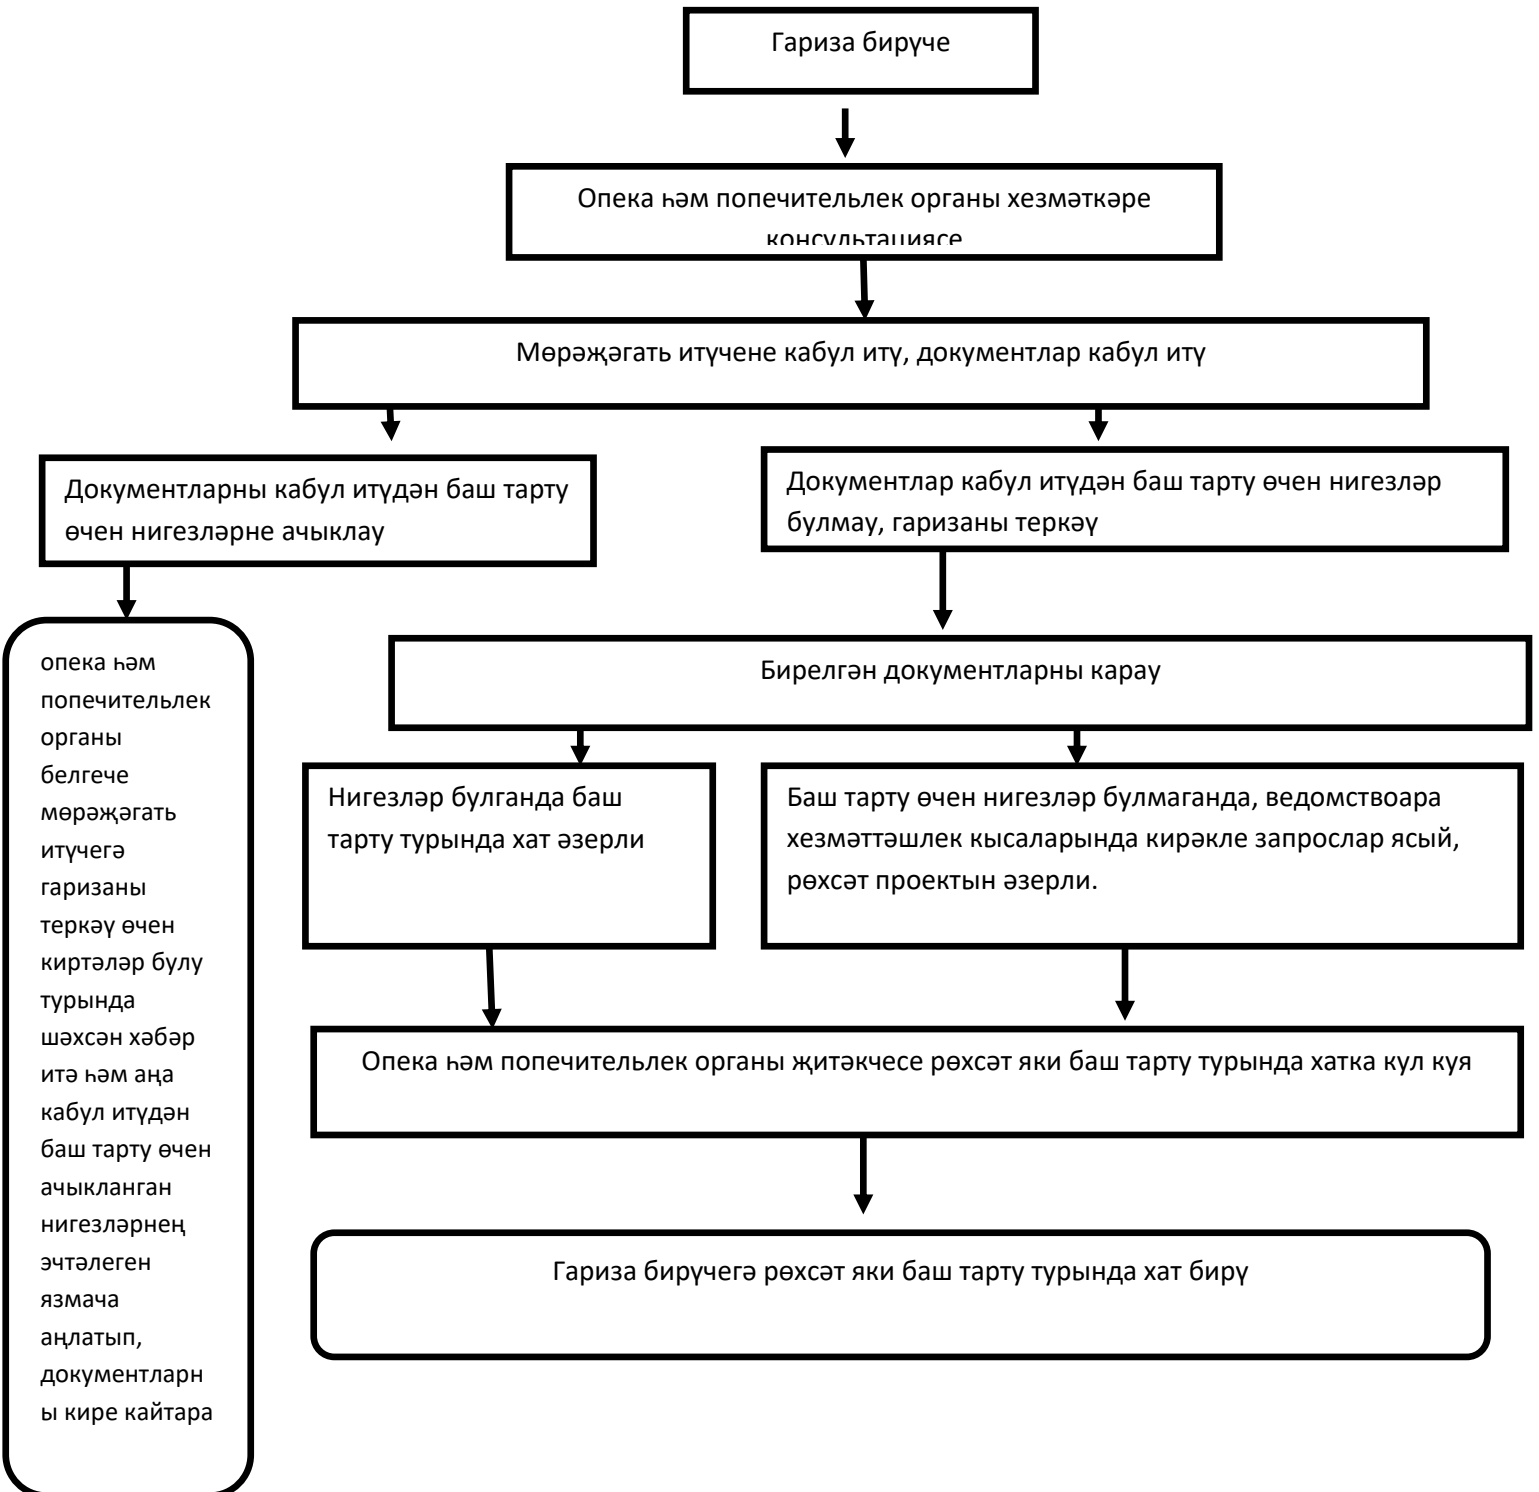 Гариза бирүче
Опека һәм попечительлек органы хезмәткәре
консультациясе
Мөрәҗәгать итүчене кабул итү, документлар кабул итү
Документларны кабул итүдән баш тарту
өчен нигезләрне ачыклау
Документлар кабул итүдән баш тарту өчен нигезләр
булмау, гаризаны теркәү
опека һәм
попечительлек
органы
белгече
мөрәҗәгать
итүчегә
гаризаны
теркәү өчен
киртәләр булу
турында
шәхсән хәбәр
итә һәм аңа
кабул итүдән
баш тарту өчен
ачыкланган
нигезләрнең
эчтәлеген
язмача
аңлатып,
документларн
ы кире кайтара
Бирелгән документларны карау
Нигезләр булганда баш
тарту турында хат әзерли
Баш тарту өчен нигезләр булмаганда, ведомствоара
хезмәттәшлек кысаларында кирәкле запрослар ясый,
рөхсәт проектын әзерли.
Опека һәм попечительлек органы җитәкчесе рөхсәт яки баш тарту турында хатка кул куя
Гариза бирүчегә рөхсәт яки баш тарту турында хат бирү